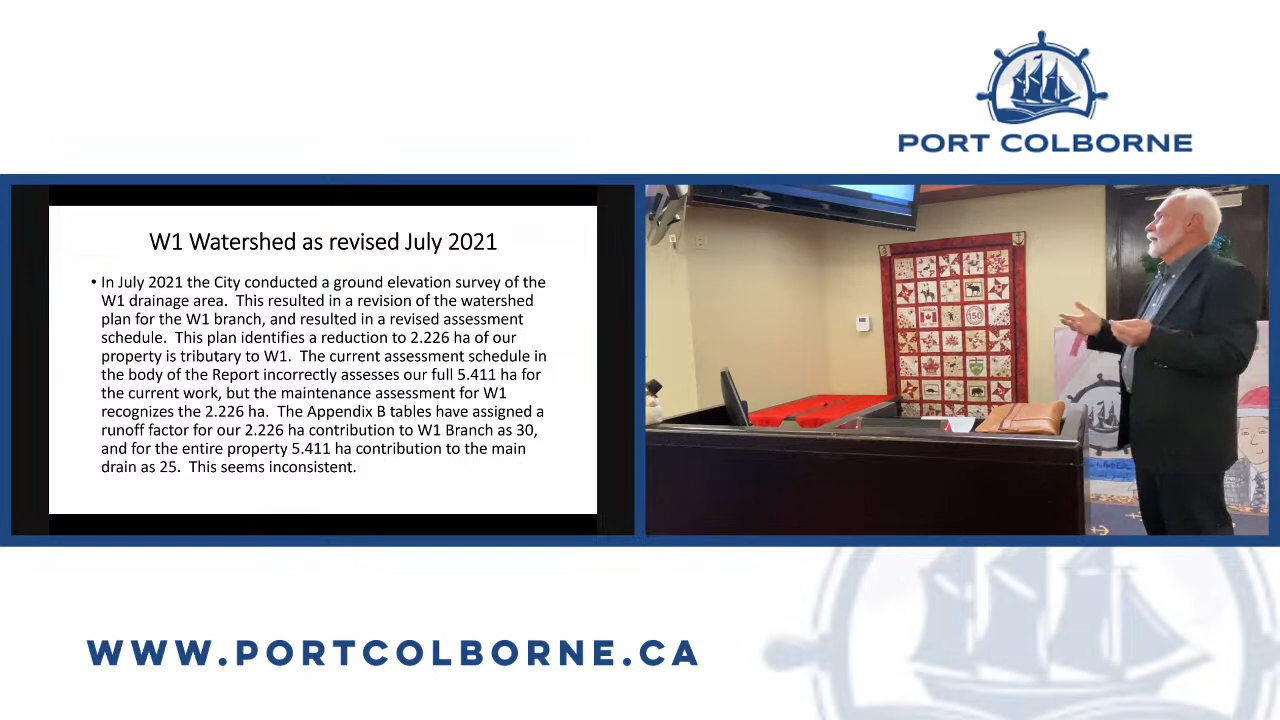 PORT COLBORNE
W1 Watershed as revised July 2021
• In July 2021 the City conducted a ground elevation survey of the
W1 drainage area.  This resulted in a revision of the watershed
plan for the W1 branch, and resulted in a revised assessment
schedule.  This plan identifies a reduction to 2.226 ha of our
property is tributary to W1.  The current assessment schedule in
the body of the Report incorrectly assesses our full 5.411 ha for
the current work, but the maintenance assessment for W1
recognizes the 2.226 ha.  The Appendix B tables have assigned a
runoff factor for our 2.226 ha contribution to W1 Branch as 30,
and for the entire property 5.411 ha contribution to the main
drain as 25.  This seems inconsistent.
150
WWW.PORTCOLBORNE.CA